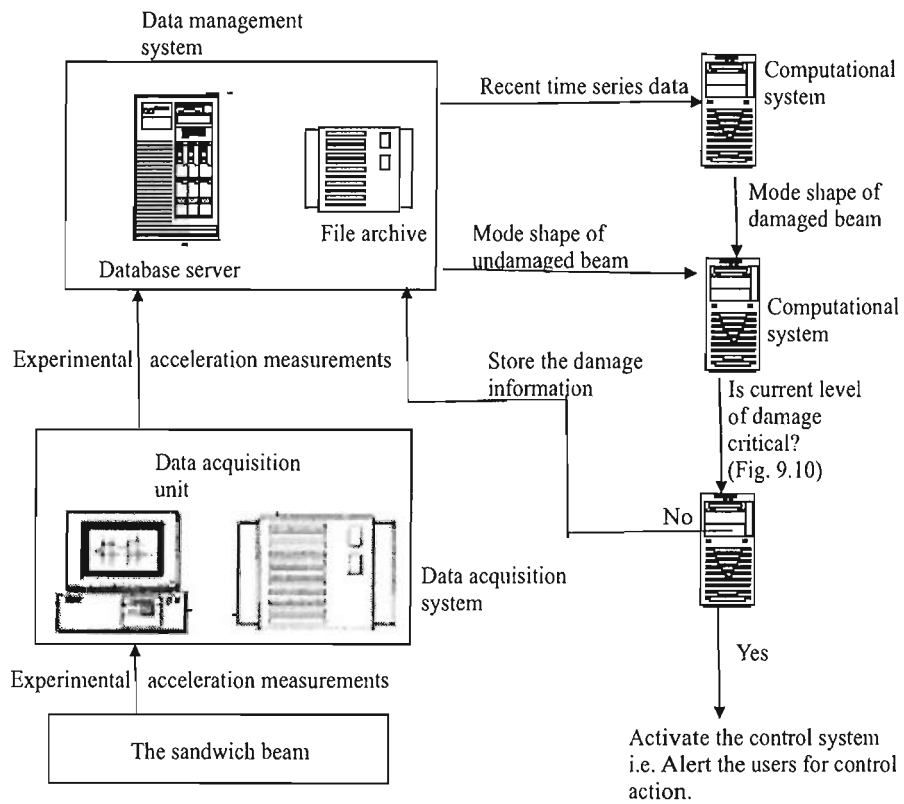 Data management
system
Recent time series data
Computational
system
Database server
File archive
Mode shape of
damaged beam
Mode shape of
undamaged beam
Computational
system
Experimental acceleration measurements
Store the damage
information
Is current level
of damage
critical?
(Fig. 9.10)
Data acquisition
unit
No
Data acquisition
system
Yes
Experimental acceleration measurements
The sandwich beam
Activate the control system
i.e. Alert the users for control
action.